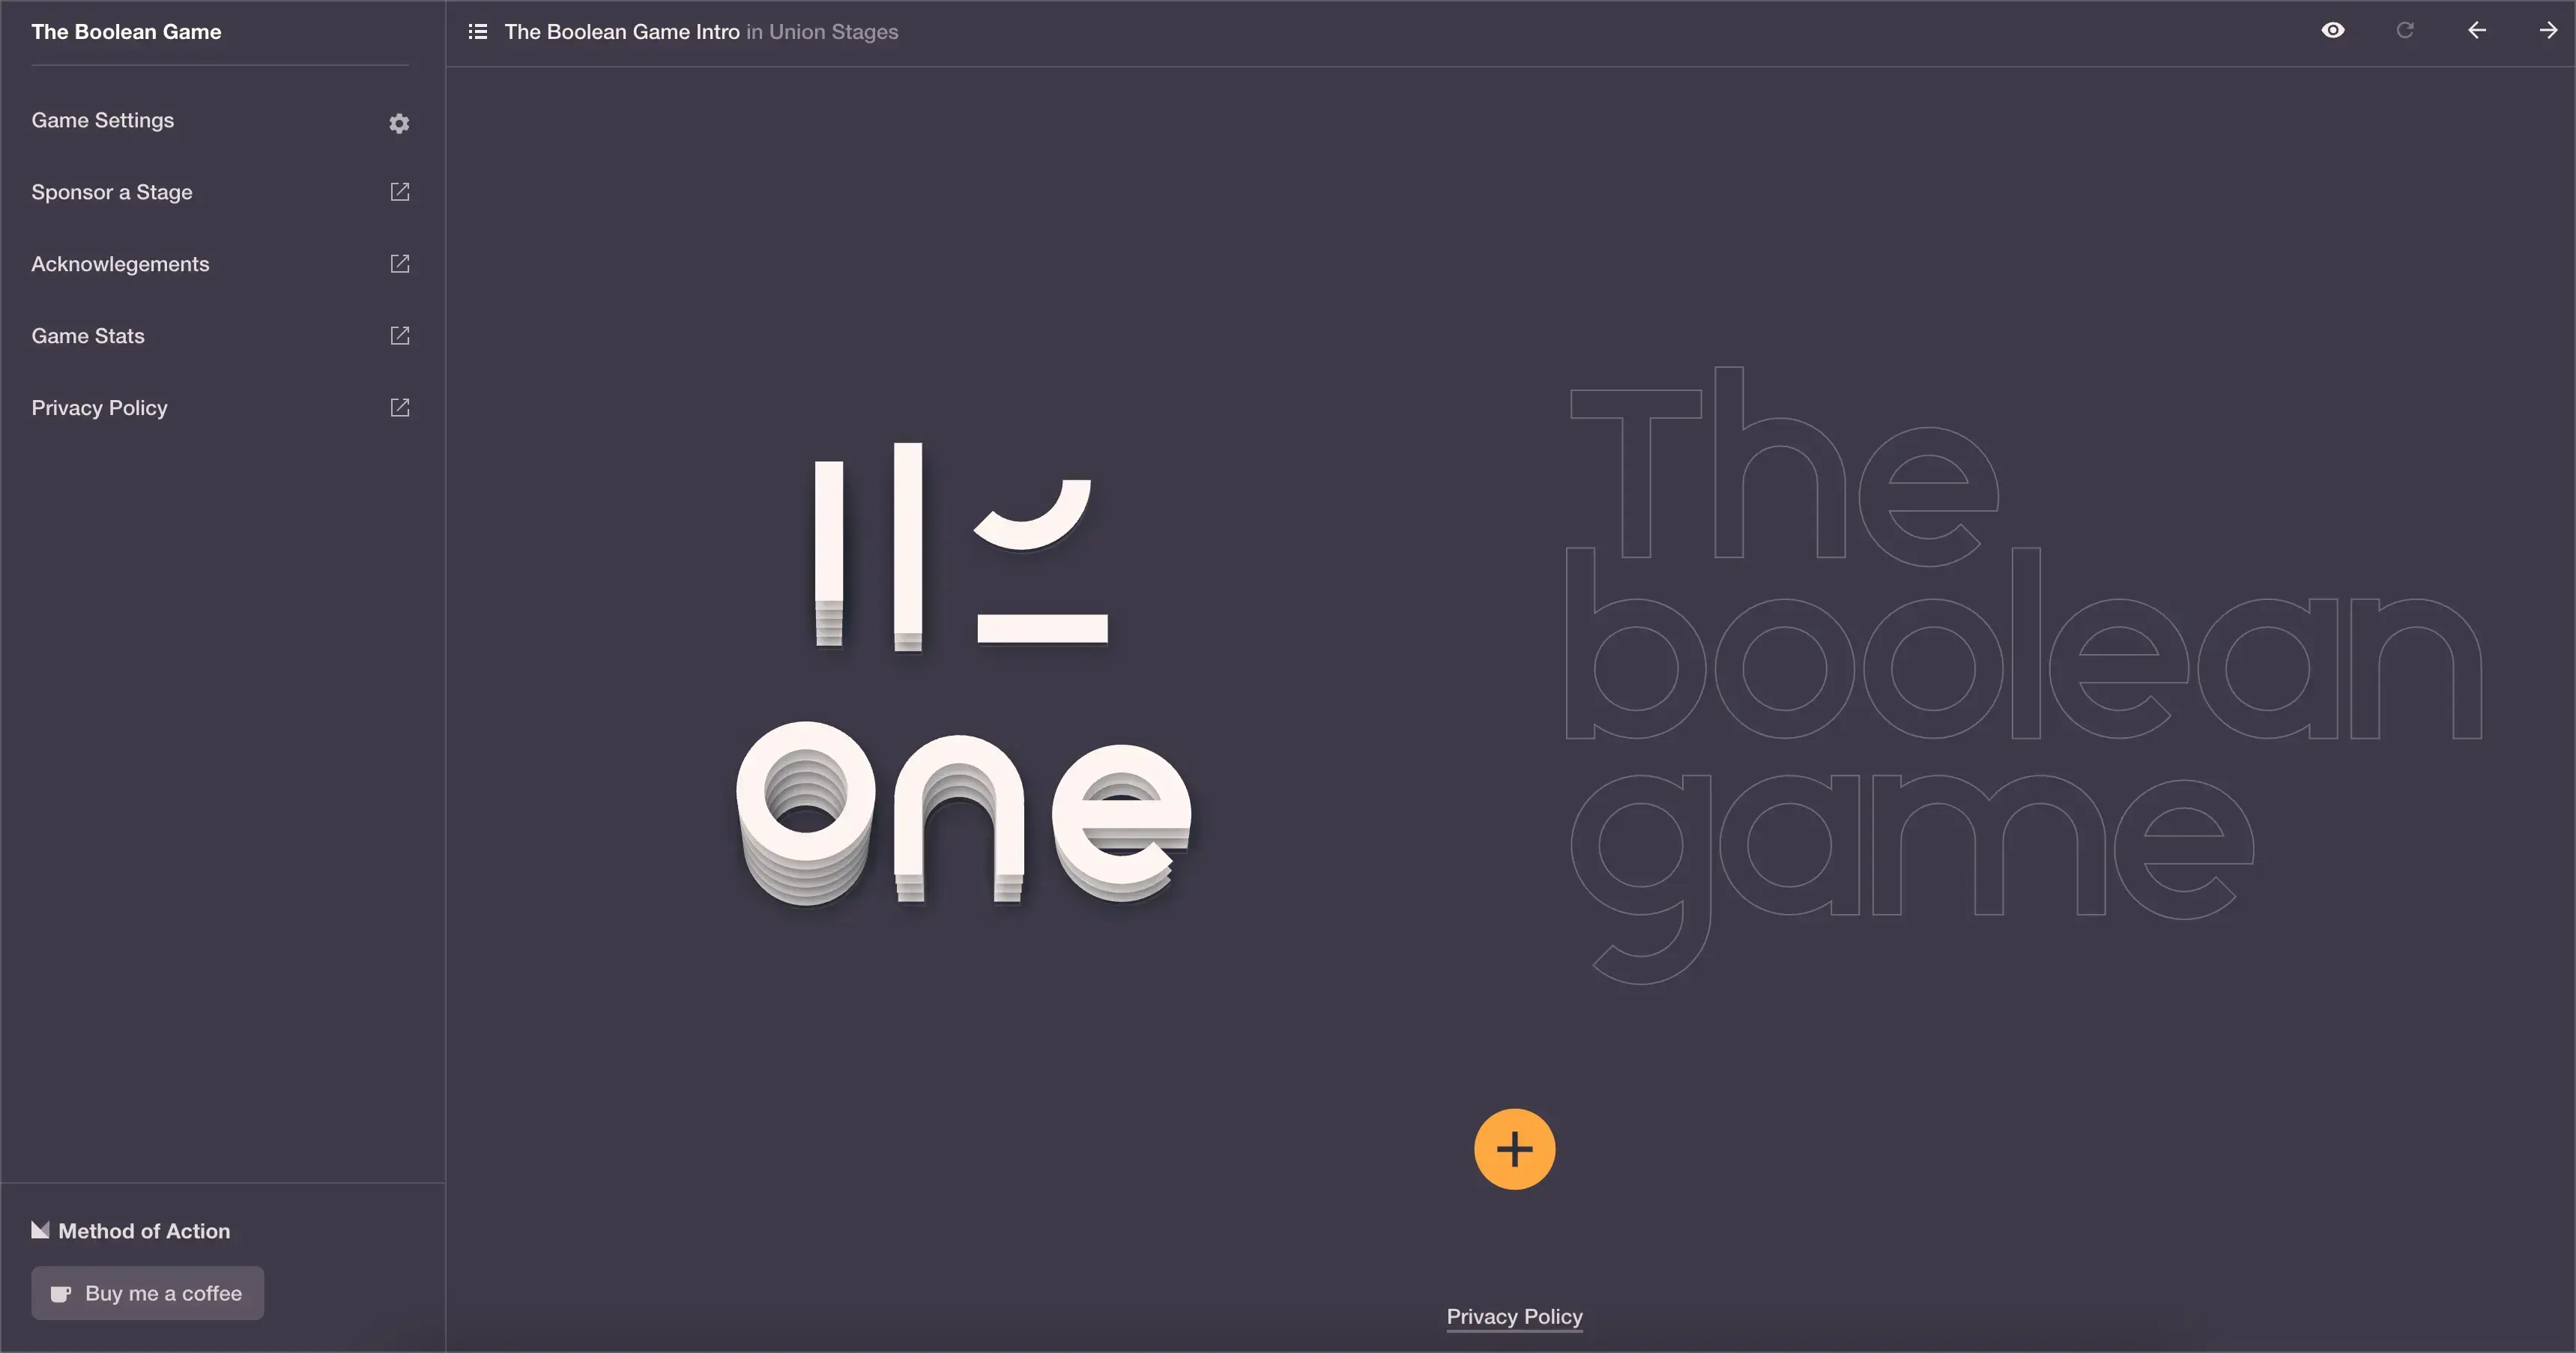 The Boolean Game
Game Settings
Sponsor a Stage
Acknowlegements
Game Stats
Privacy Policy
Method of Action
Buy me a coffee
The Boolean Game Intro in Union Stages
one
The
boolean
game
Privacy Policy